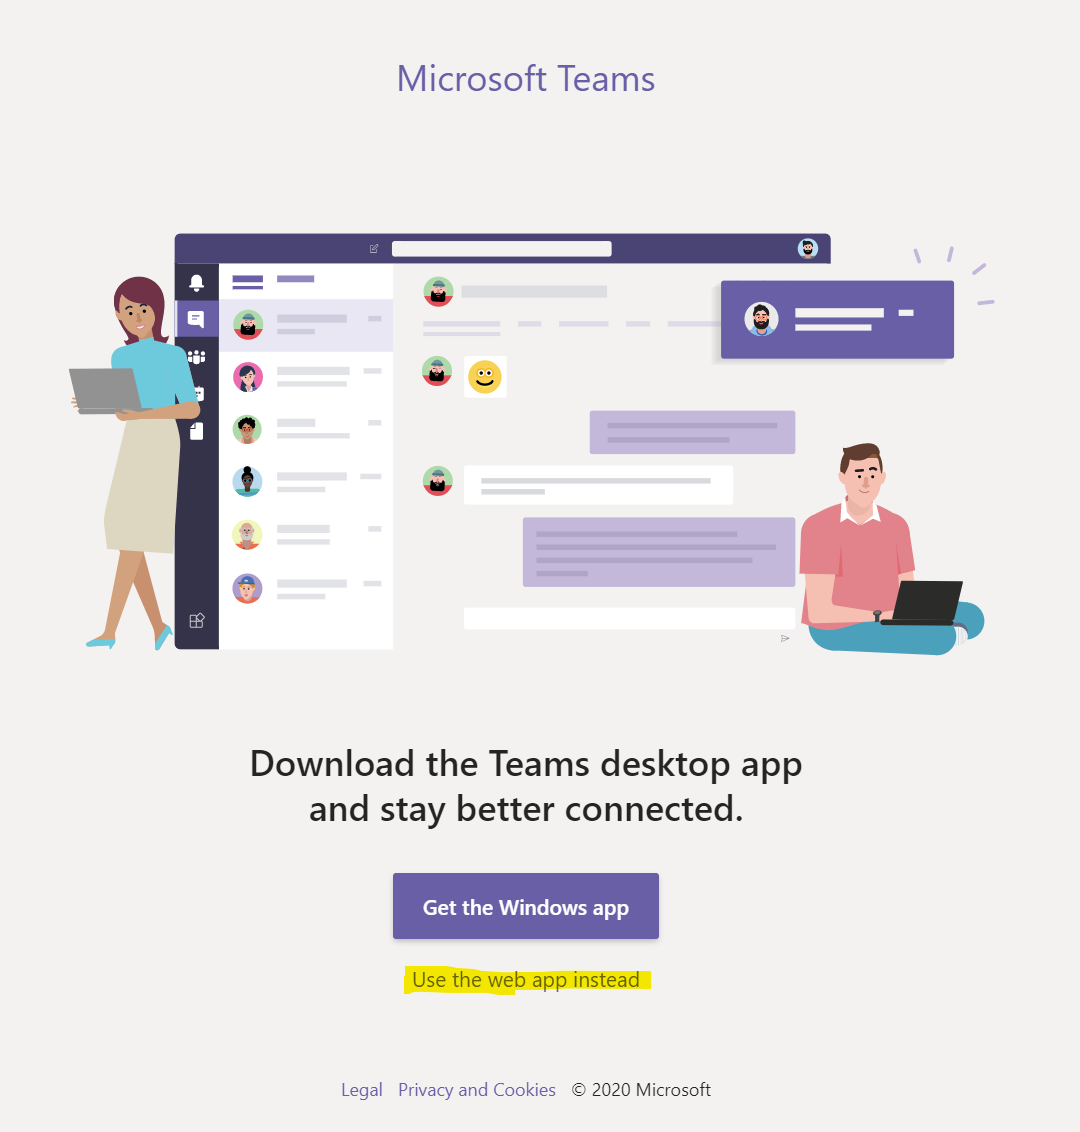 Microsoft Teams
Download the Teams desktop app
and stay better connected.
Get the Windows app
Use the web app instead
Legal Privacy and Cookies © 2020 Microsoft